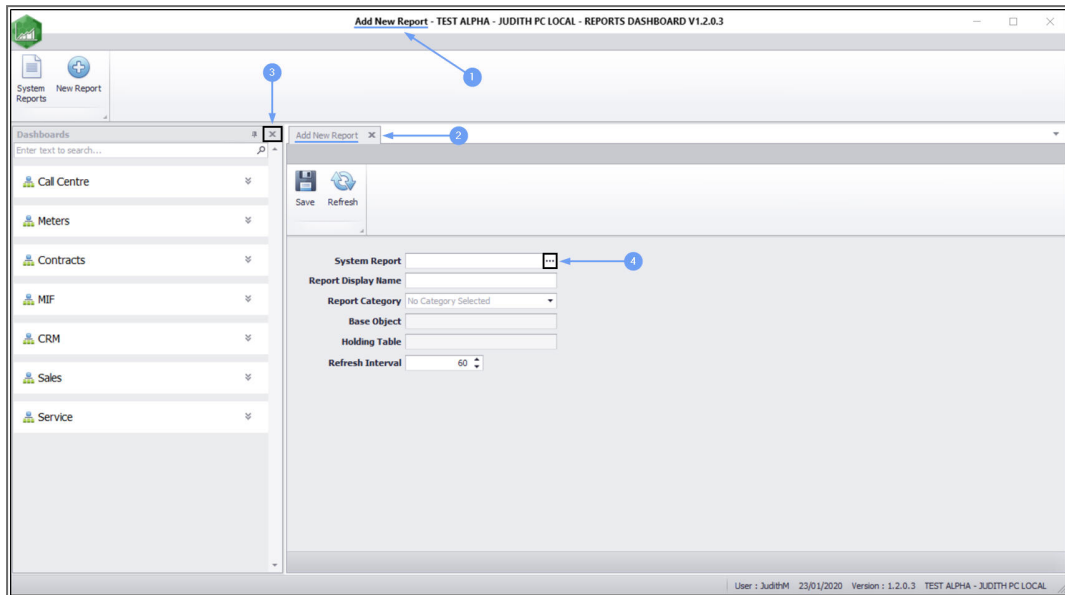 Add New Report - TEST ALPHA - JUDITH PC LOCAL - REPORTS DASHBOARD V1.2.0.3
1
System Reports
New Report
3
Dashboards
Enter text to search...
Add New Report
2
Call Centre
Meters
Contracts
MIF
CRM
Sales
Service
Save
Refresh
System Report
4
Report Display Name
Report Category No Category Selected
Base Object
Holding Table
Refresh Interval 60
User : JudithM 23/01/2020 Version : 1.2.0.3 TEST ALPHA - JUDITH PC LOCAL